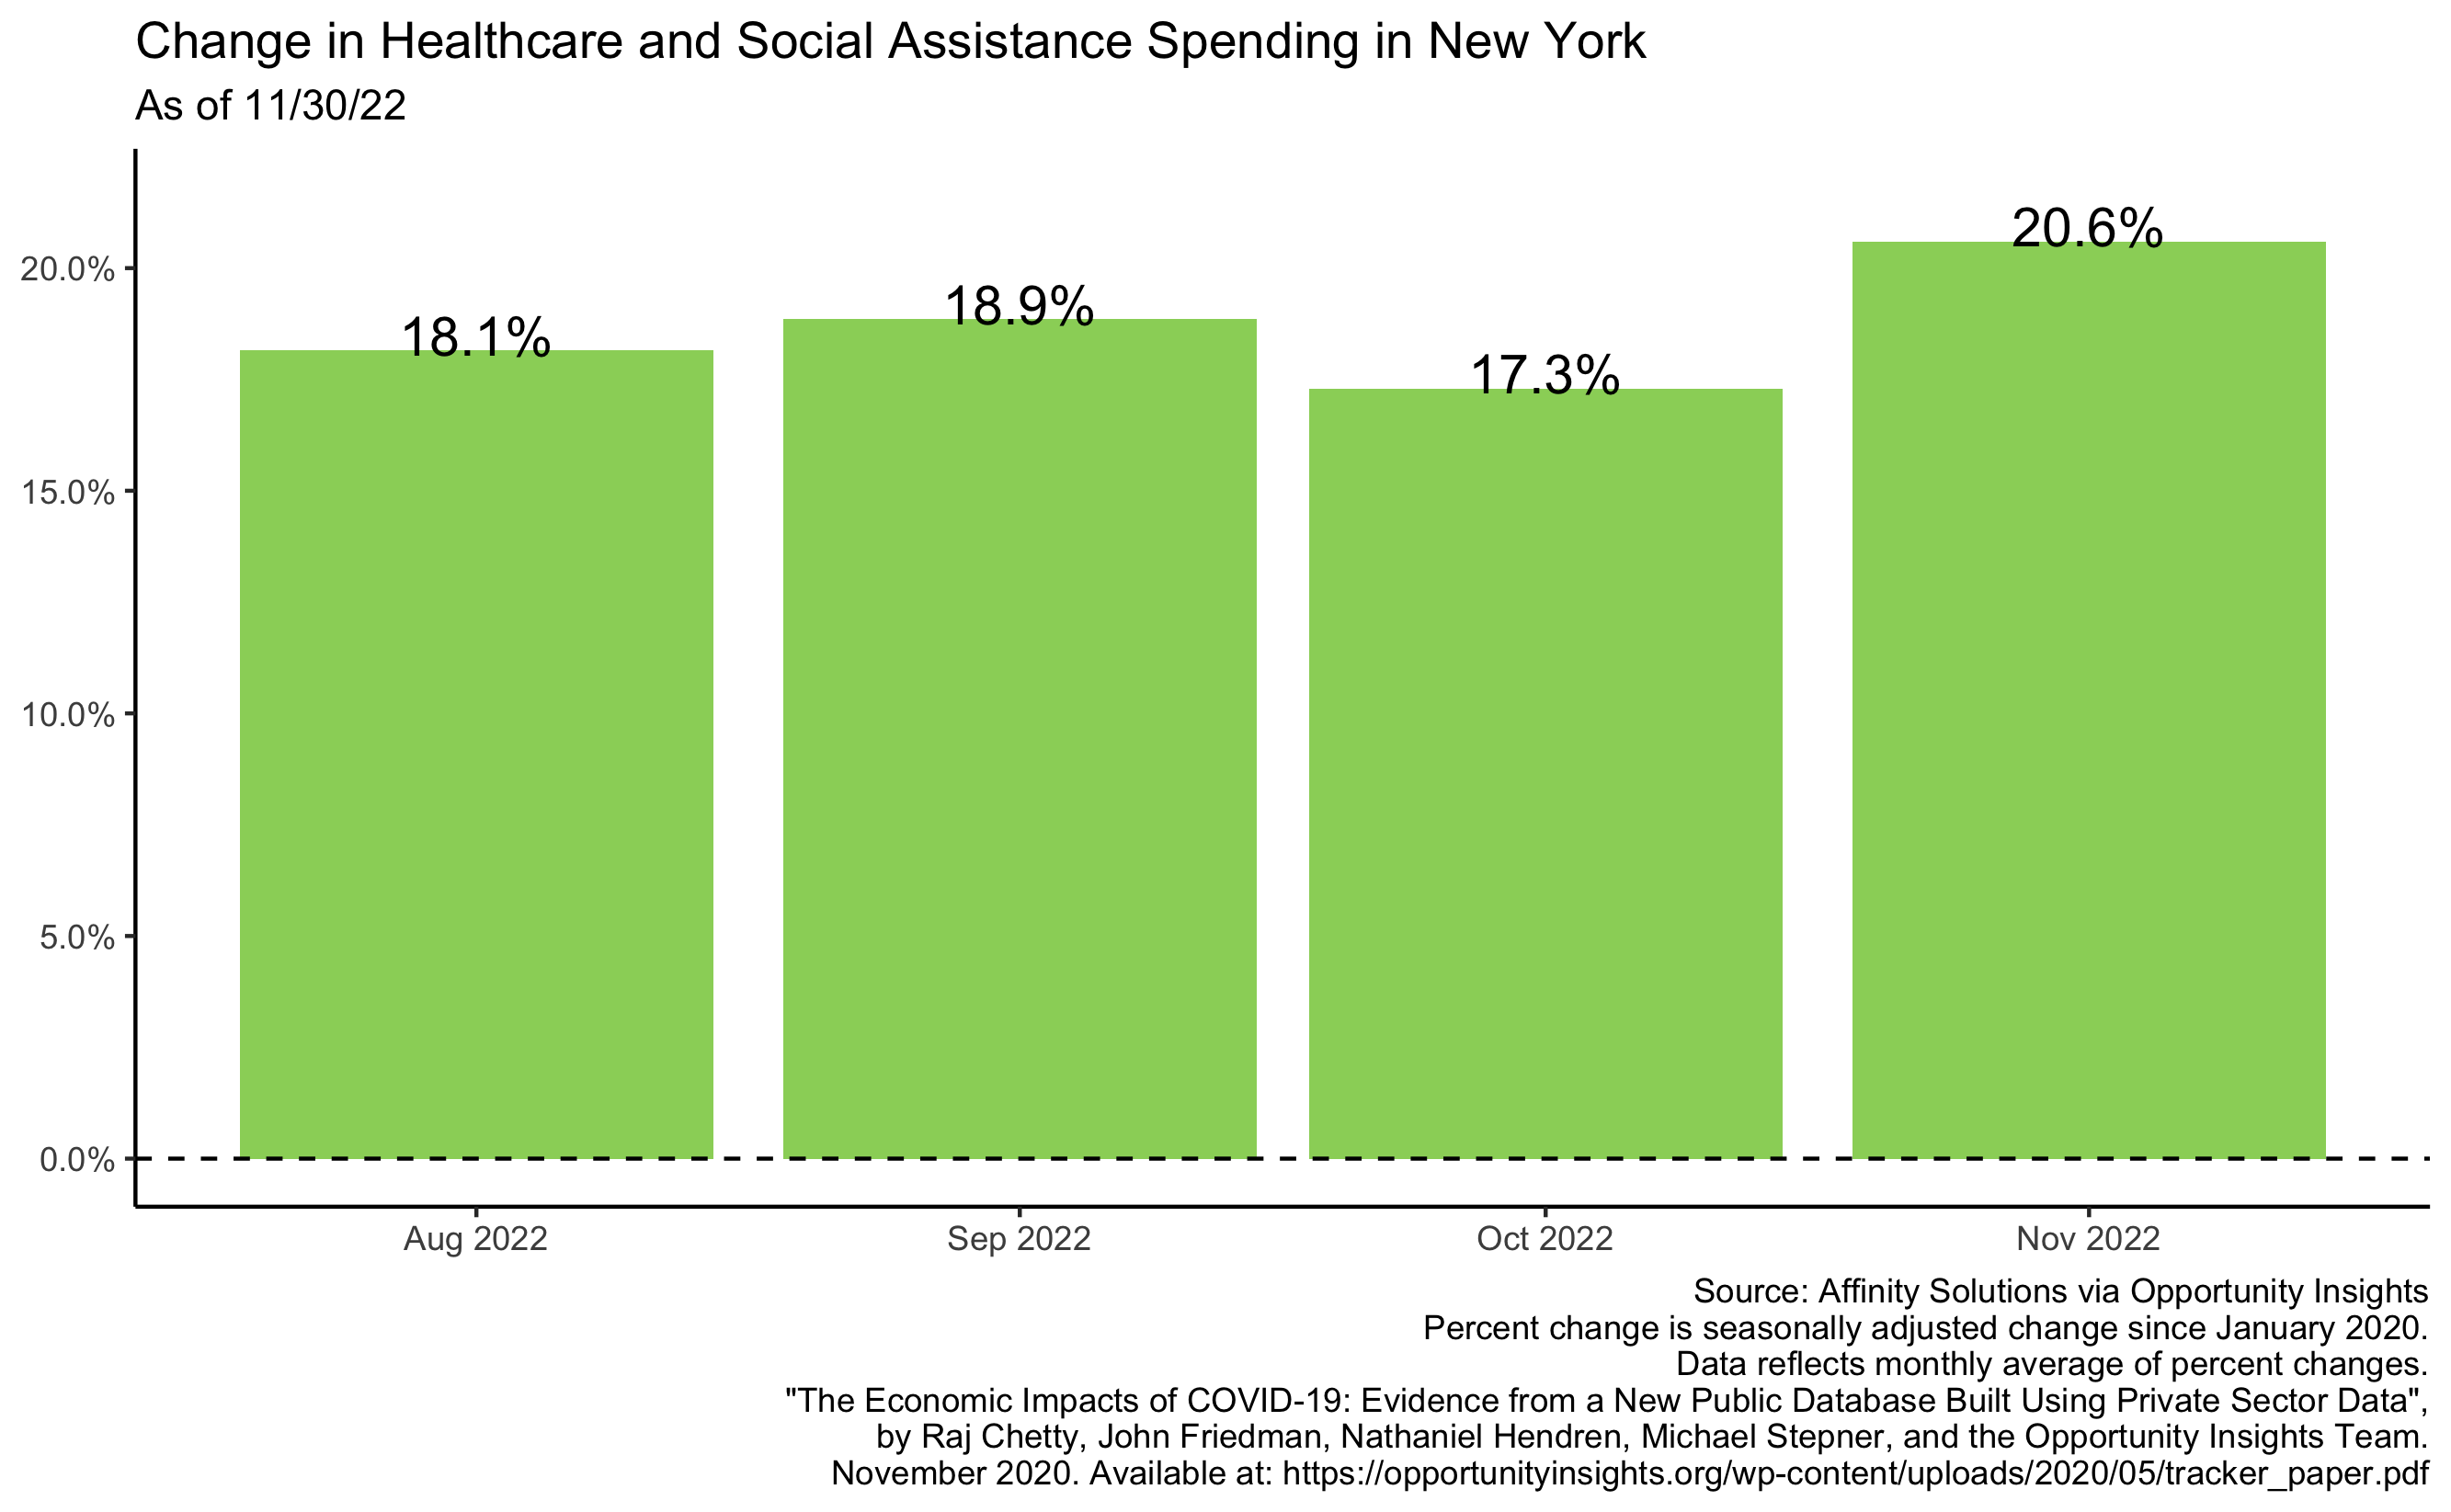 Change in Healthcare and Social Assistance Spending in New York
As of 11/30/22
20.0%
15.0%
10.0%
5.0%
0.0%
18.1%
18.9%
17.3%
20.6%
Aug 2022
Sep 2022
Oct 2022
Nov 2022
Source: Affinity Solutions via Opportunity Insights
Percent change is seasonally adjusted change since January 2020.
Data reflects monthly average of percent changes.
"The Economic Impacts of COVID-19: Evidence from a New Public Database Built Using Private Sector Data",
by Raj Chetty, John Friedman, Nathaniel Hendren, Michael Stepner, and the Opportunity Insights Team.
November 2020. Available at: https://opportunityinsights.org/wp-content/uploads/2020/05/tracker_paper.pdf